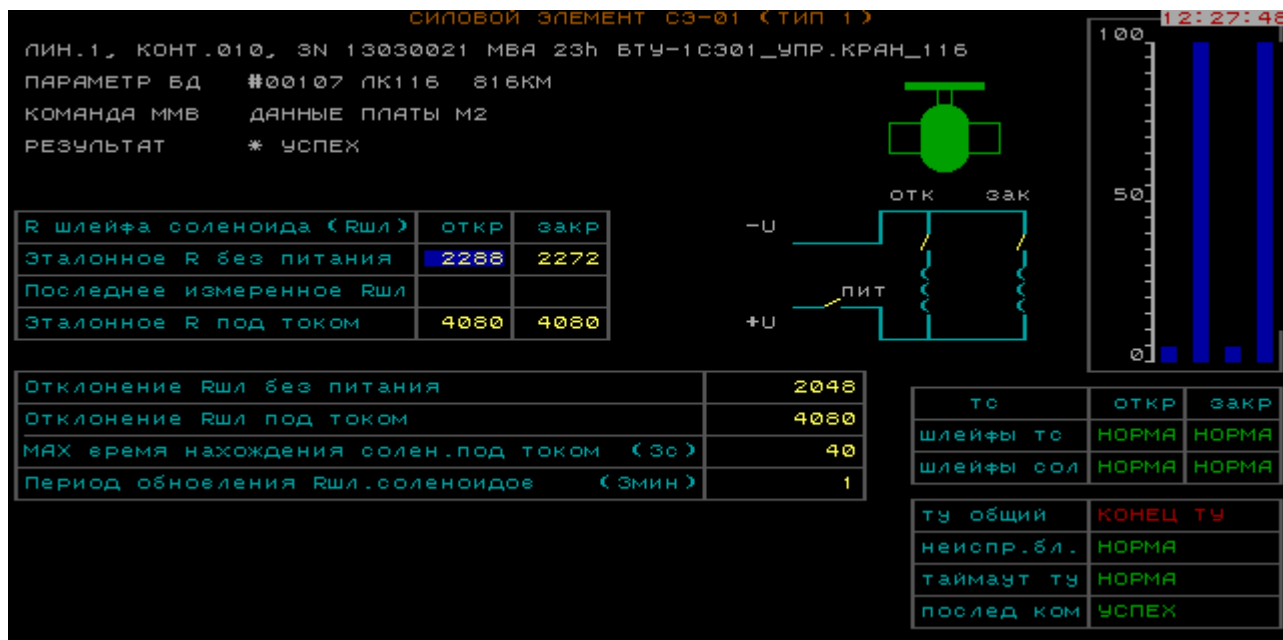 СИЛОВОЙ ЭЛЕМЕНТ СЭ-01 (ТИП 1)
12:27:48
ЛИН.1, КОНТ.010, SN 13030021 МВА 23h БТУ-1СЭ01_УПР.КРАН_116
ПАРАМЕТР БД #00107 ЛК116 816КМ
КОМАНДА ММВ ДАННЫЕ ПЛАТЫ М2
РЕЗУЛЬТАТ * УСПЕХ
100
50
0
отк зак
-U
пит
+U
R шлейфа соленоида (Rшл) откр закр
Эталонное R без питания 2288 2272
Последнее измеренное Rшл
Эталонное R под током 4080 4080
Отклонение Rшл без питания 2048
Отклонение Rшл под током 4080
МАХ время нахождения солен.под током (3с) 40
Период обновления Rшл.соленоидов (3мин) 1
тс откр закр
шлейфы тс НОРМА НОРМА
шлейфы сол НОРМА НОРМА
ту общий КОНЕЦ ТУ
неиспр.бл. НОРМА
таймаут ту НОРМА
послед ком УСПЕХ